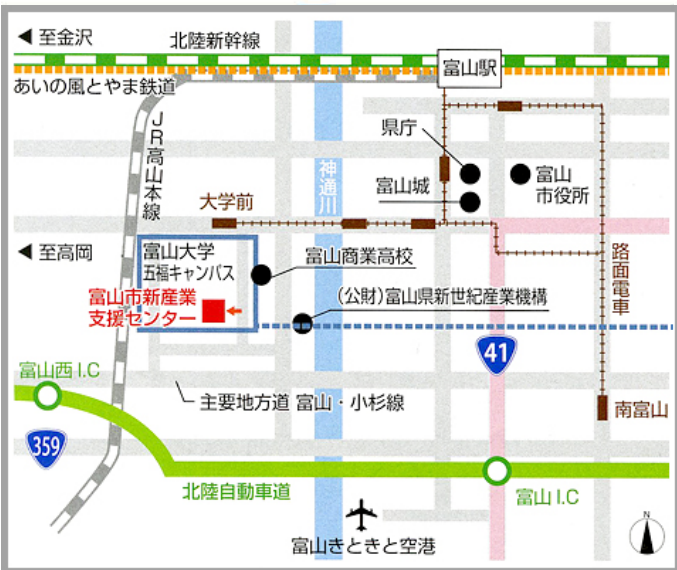 ◀ 至金沢
北陸新幹線
富山駅
あいの風とやま鉄道
JR高山本線
県庁
神通川
富山城
富山
市役所
大学前
◀ 至高岡
富山大学
五福キャンパス
富山商業高校
路面電車
富山市新産業
支援センター
(公財)富山県新世紀産業機構
41
富山西I.C
主要地方道 富山・小杉線
南富山
359
北陸自動車道
富山I.C
富山きときと空港
N